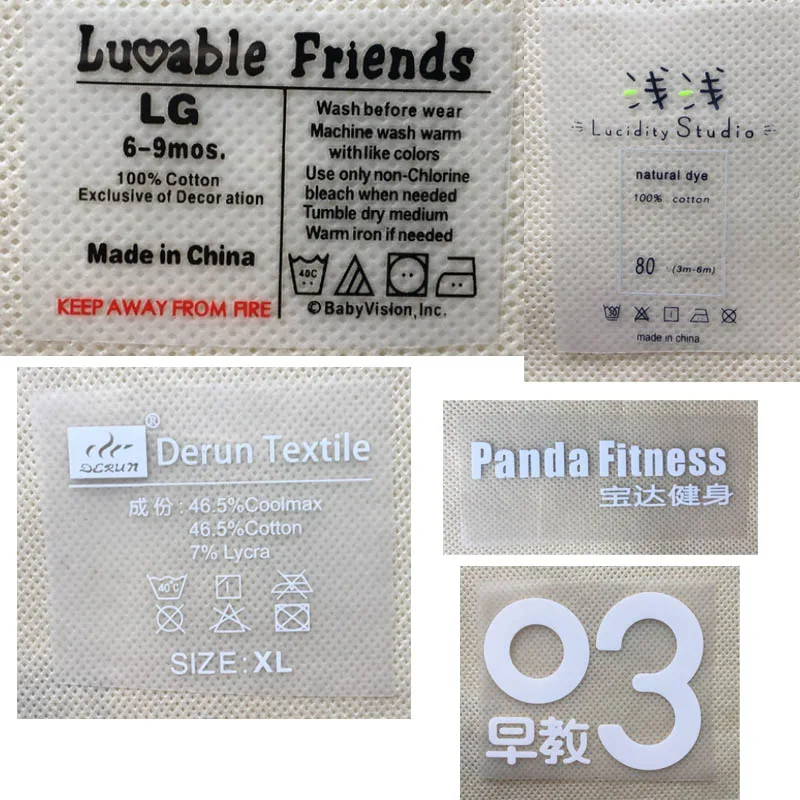 Luvable Friends
LG
6-9mos.
100% Cotton
Exclusive of Decoration
Made in China
KEEP AWAY FROM FIRE
Wash before wear
Machine wash warm
with like colors
Use only non-Chlorine
bleach when needed
Tumble dry medium
Warm iron if needed
40C
© BabyVision, Inc.
浅浅
Lucidity Studio
natural dye
100% cotton
80 (3m-6m)
30
made in china
DERUN
®
Derun Textile
成份:46.5%Coolmax
46.5%Cotton
7% Lycra
40℃
SIZE: XL
Panda Fitness
宝达健身
03
早教